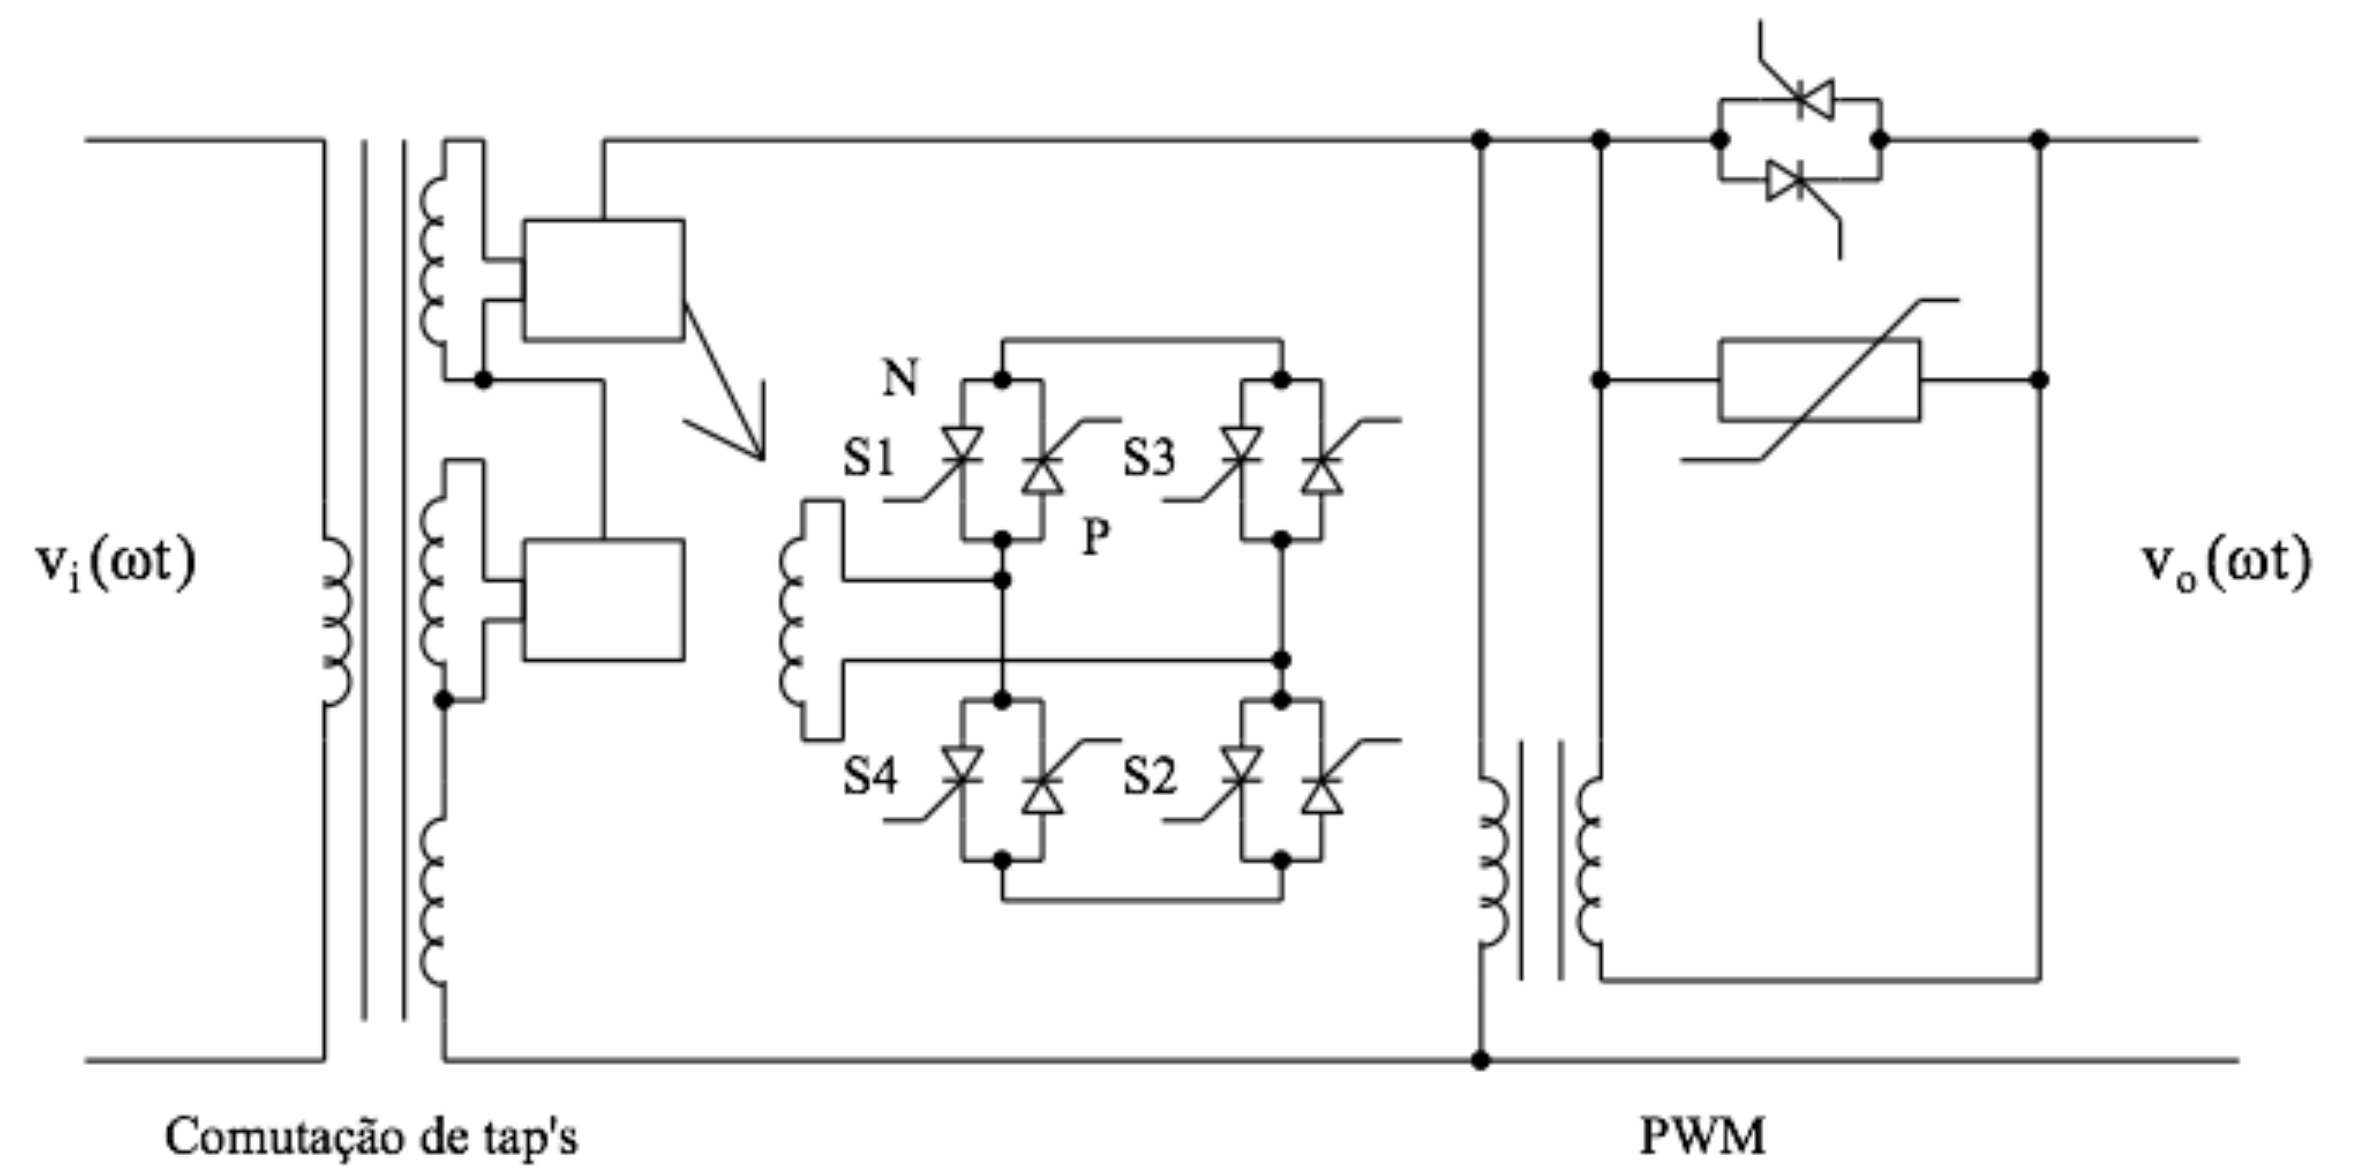 N
S1
S3
P
vi(ωt)
vo(ωt)
S4
S2
Comutação de tap's
PWM